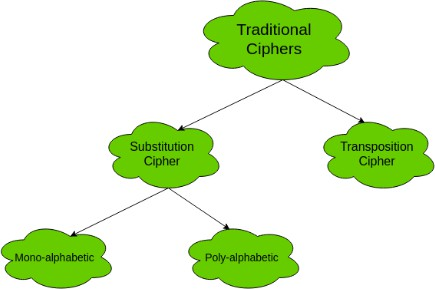 Traditional
Ciphers
Substitution
Cipher
Transposition
Cipher
Mono-alphabetic
Poly-alphabetic